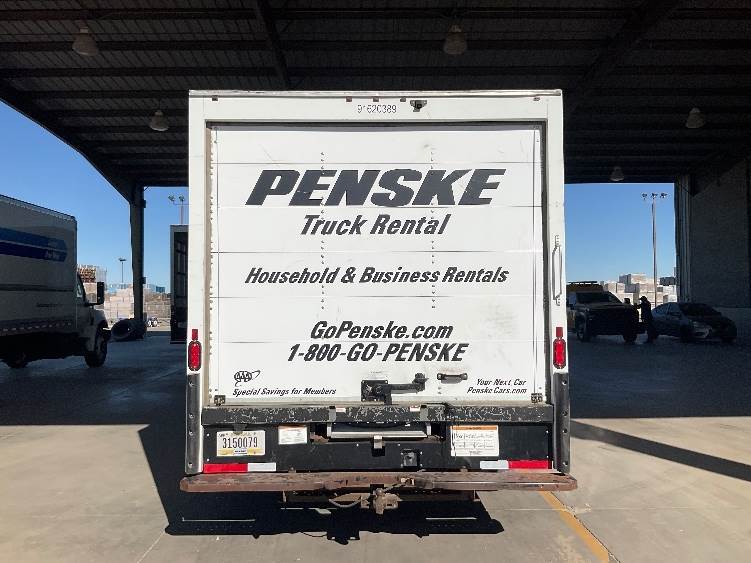 91620389
PENSKE
Truck Rental
Household & Business Rentals
GoPenske.com
1-800-GO-PENSKE
AAA
Special Savings for Members
Your Next Car
PenskeCars.com
3150079